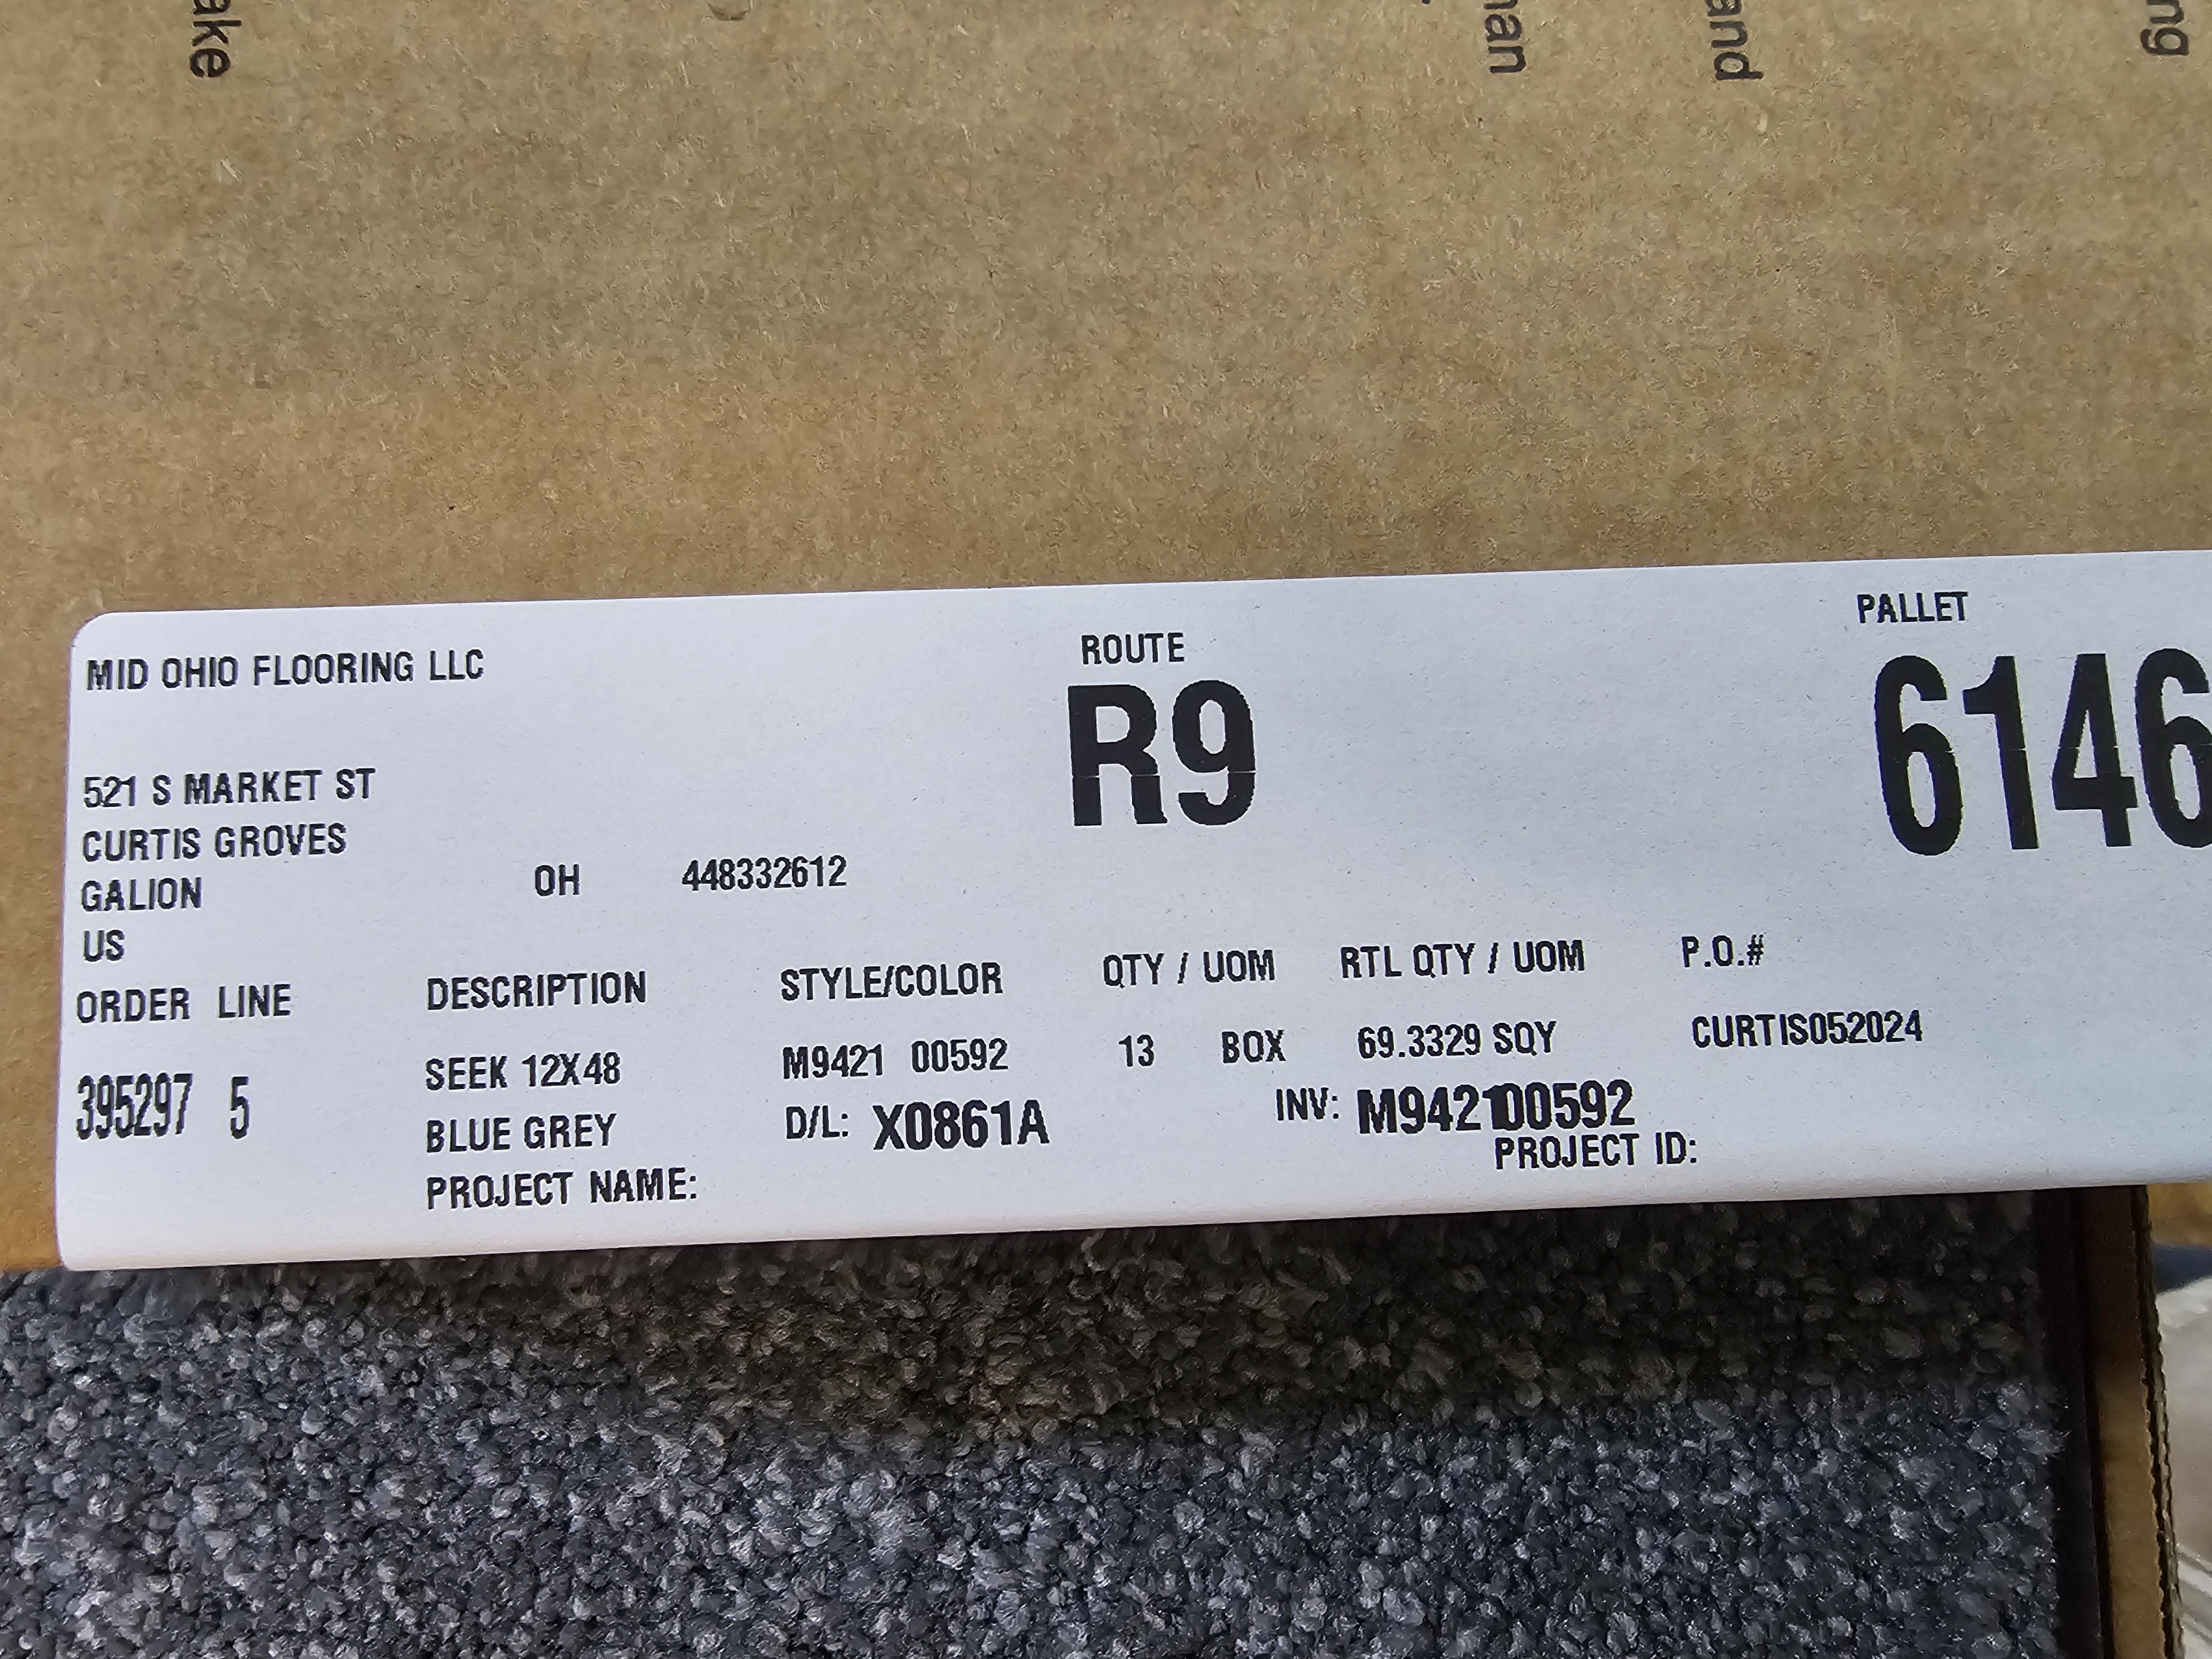 ake
han
and
ng
MID OHIO FLOORING LLC
521 S MARKET ST
CURTIS GROVES
GALION OH 448332612
US
ROUTE
R9
PALLET
6146
ORDER LINE DESCRIPTION STYLE/COLOR QTY / UOM RTL QTY / UOM P.O.#
395297 5 SEEK 12X48 M9421 00592 13 BOX 69.3329 SQY CURTIS052024
BLUE GREY D/L: X0861A INV: M942100592
PROJECT NAME: PROJECT ID: